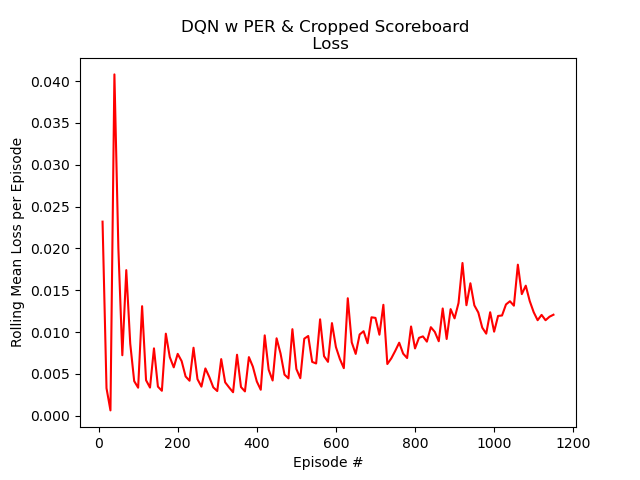 DQN w PER & Cropped Scoreboard
Loss
Rolling Mean Loss per Episode
0.040
0.035
0.030
0.025
0.020
0.015
0.010
0.005
0.000
0 200 400 600 800 1000 1200
Episode #